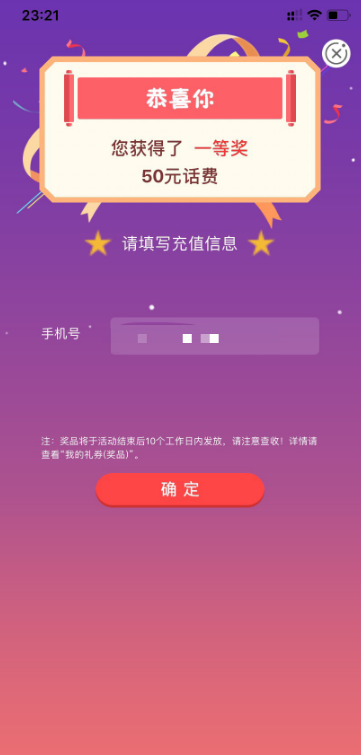 23:21
恭喜你
您获得了 一等奖
50元话费
请填写充值信息
手机号
注：奖品将于活动结束后10个工作日内发放，请注意查收！详情请
查看“我的礼券(奖品)”。
确定